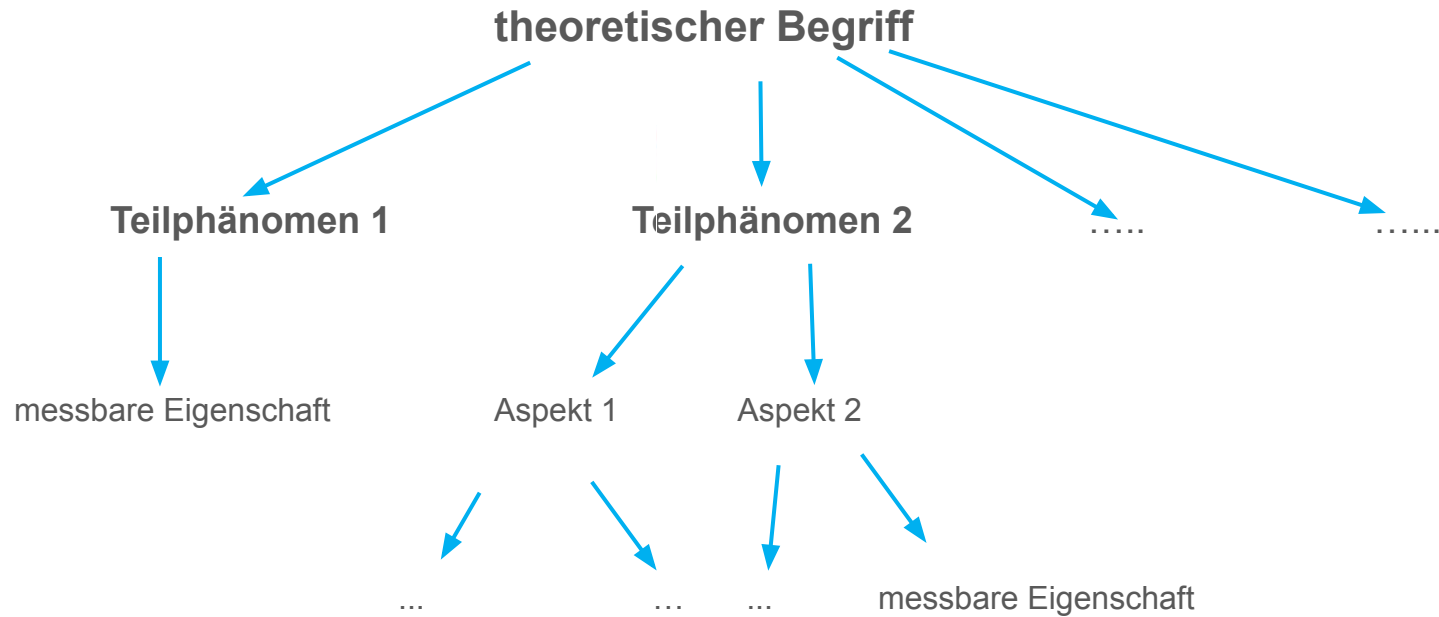 theoretischer Begriff
Teilphänomen 1 Teilphänomen 2 ….. …...
messbare Eigenschaft Aspekt 1 Aspekt 2
... … ... messbare Eigenschaft